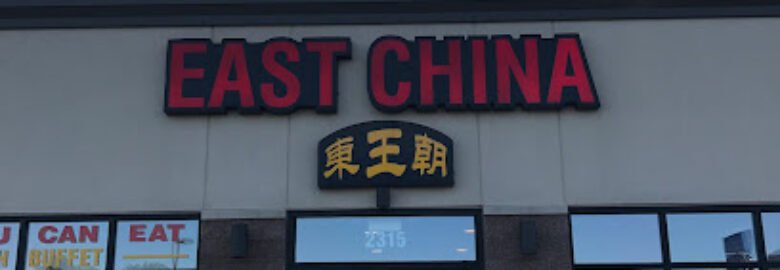 EAST CHINA
東王朝
2315
U CAN EAT
N BUFFET